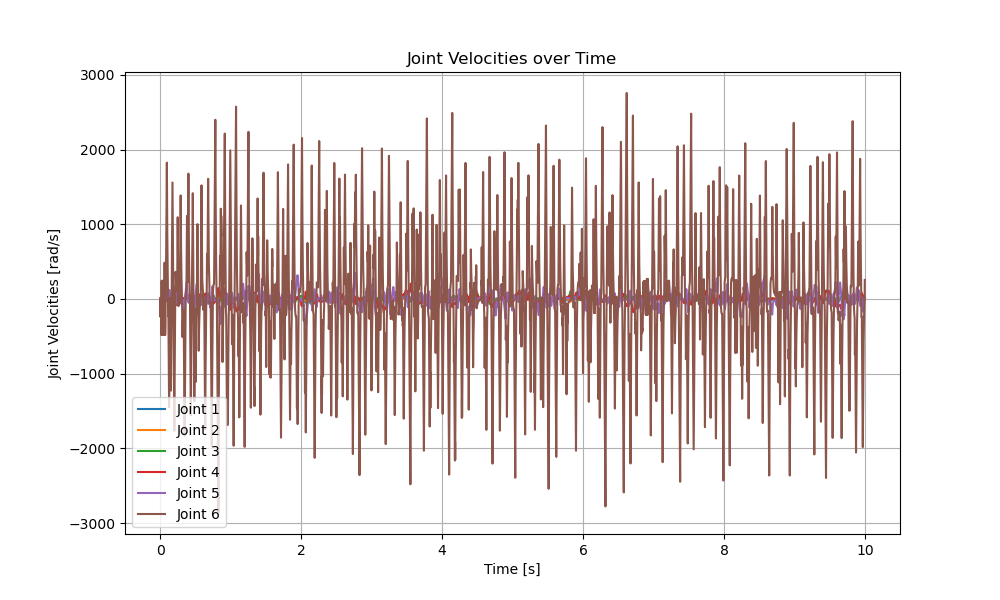 Joint Velocities over Time
Joint Velocities [rad/s]
3000
2000
1000
0
−1000
−2000
−3000
Joint 1
Joint 2
Joint 3
Joint 4
Joint 5
Joint 6
0 2 4 6 8 10
Time [s]